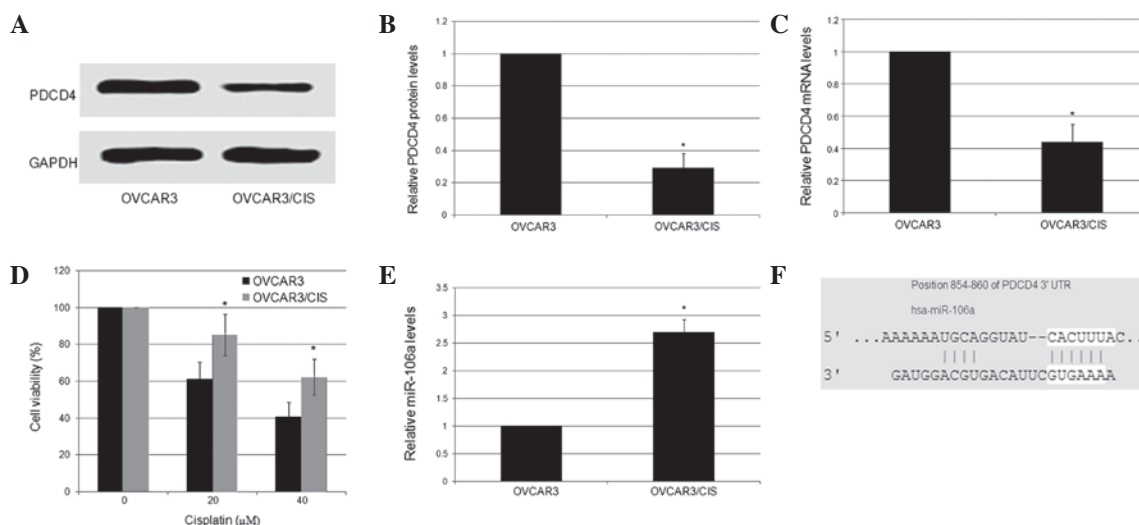 A
PDCD4
GAPDH
OVCAR3 OVCAR3/CIS
B
Relative PDCD4 protein levels
1.2
1
0.8
0.6
0.4
0.2
0
*
OVCAR3 OVCAR3/CIS
C
Relative PDCD4 mRNA levels
1.2
1
0.8
0.6
0.4
0.2
0
*
OVCAR3 OVCAR3/CIS
D
Cell viability (%)
120
100
80
60
40
20
0
OVCAR3
OVCAR3/CIS
*
*
0 20 40
Cisplatin (µM)
E
Relative miR-106a levels
3.5
3
2.5
2
1.5
1
0.5
0
*
OVCAR3 OVCAR3/CIS
F
Position 854-860 of PDCD4 3' UTR
hsa-miR-106a
5' ...AAAAAAUGCAGGUAU--CACUUUAC..
3' GAUGGACGUGACAUUCGUGAAAA